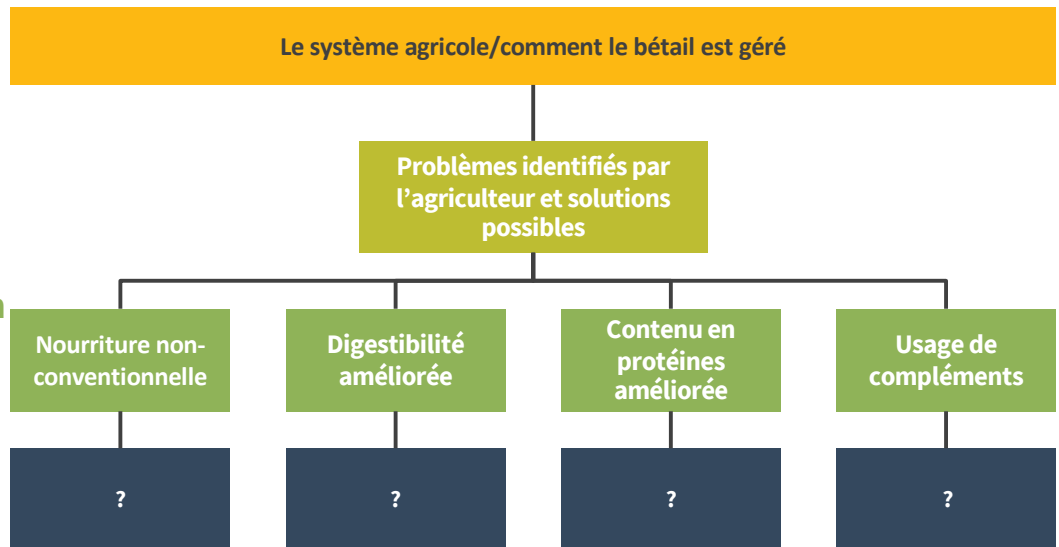 Le système agricole/comment le bétail est géré
Problèmes identifiés par
l'agriculteur et solutions
possibles
Nourriture non-
conventionnelle
Digestibilité
améliorée
Contenu en
protéines
améliorée
Usage de
compléments
?
?
?
?